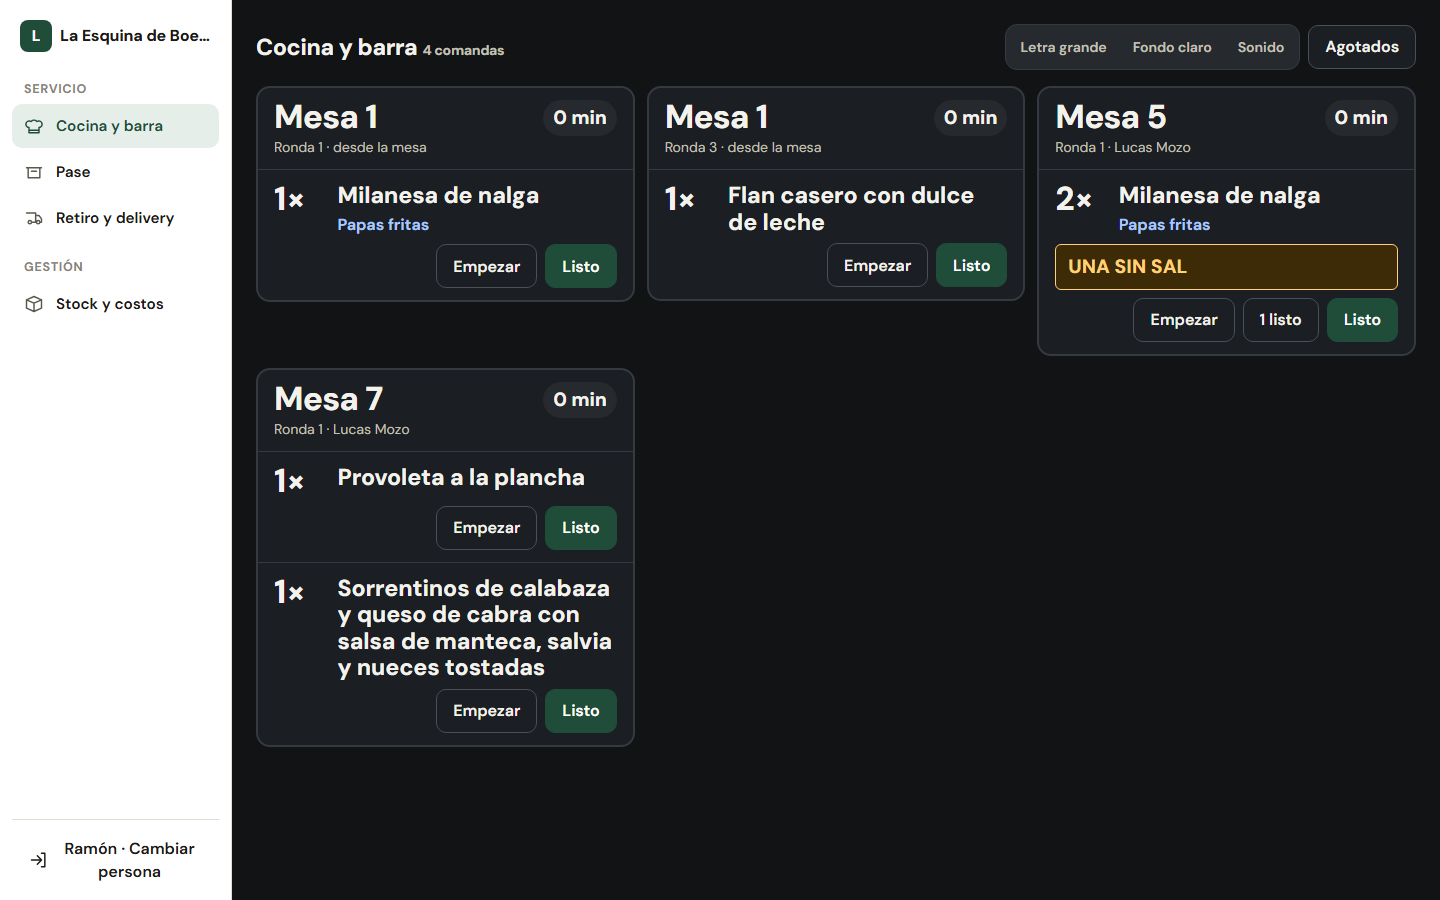 L La Esquina de Boe...
SERVICIO
Cocina y barra
Pase
Retiro y delivery
GESTIÓN
Stock y costos
Ramón · Cambiar
persona
Cocina y barra 4 comandas
Letra grande Fondo claro Sonido Agotados
Mesa 1 0 min
Ronda 1 · desde la mesa
1× Milanesa de nalga
Papas fritas
Empezar Listo
Mesa 1 0 min
Ronda 3 · desde la mesa
1× Flan casero con dulce
de leche
Empezar Listo
Mesa 5 0 min
Ronda 1 · Lucas Mozo
2× Milanesa de nalga
Papas fritas
UNA SIN SAL
Empezar 1 listo Listo
Mesa 7 0 min
Ronda 1 · Lucas Mozo
1× Provoleta a la plancha
Empezar Listo
1× Sorrentinos de calabaza
y queso de cabra con
salsa de manteca, salvia
y nueces tostadas
Empezar Listo